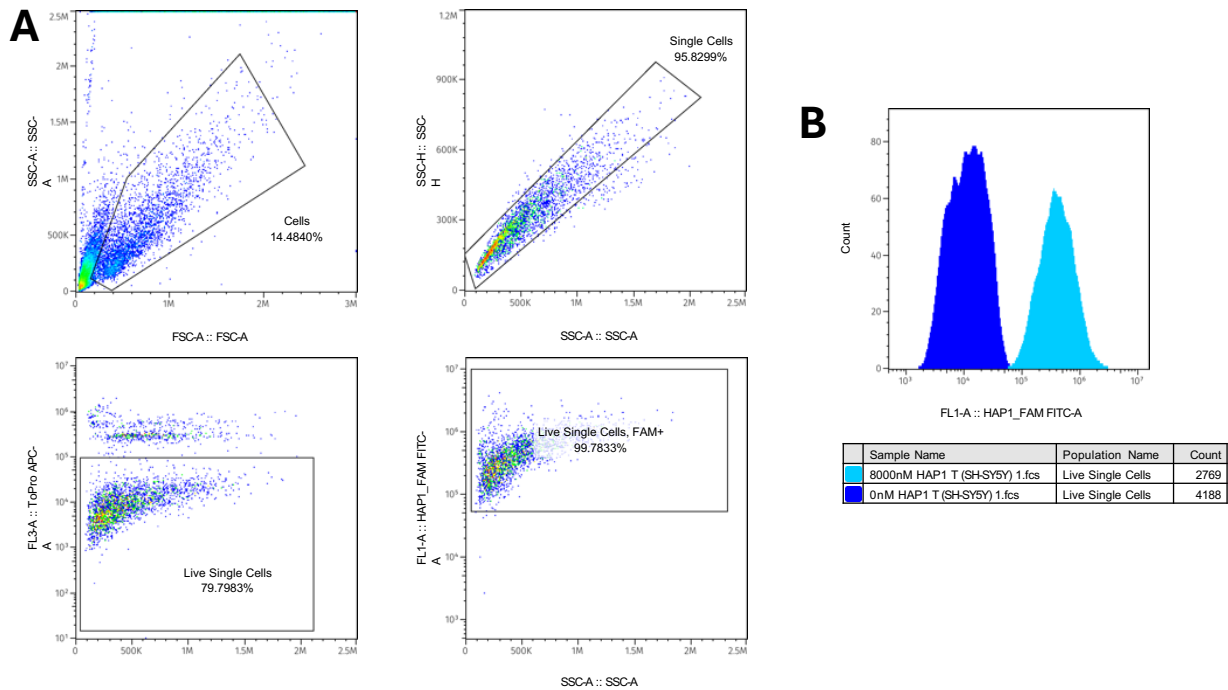 A
2.5M
2M
1.5M
1M
500K
0
SSC-A :: SSC-
A
Cells
14.4840%
0
1M
2M
3M
FSC-A :: FSC-A
1.2M
900K
600K
300K
0
SSC-H :: SSC-
H
Single Cells
95.8299%
0
500K
1M
1.5M
2M
2.5M
SSC-A :: SSC-A
10⁷
10⁶
10⁵
10⁴
10³
10²
10¹
FL3-A :: ToPro APC-
A
Live Single Cells
79.7983%
500K
1M
1.5M
2M
2.5M
10⁷
10⁶
10⁵
10⁴
10³
FL1-A :: HAP1_FAM FITC-
A
Live Single Cells, FAM+
99.7833%
0
500K
1M
1.5M
2M
2.5M
SSC-A :: SSC-A
B
80
60
40
20
0
Count
10³
10⁴
10⁵
10⁶
10⁷
FL1-A :: HAP1_FAM FITC-A
Sample Name Population Name Count
8000nM HAP1 T (SH-SY5Y) 1.fcs Live Single Cells 2769
0nM HAP1 T (SH-SY5Y) 1.fcs Live Single Cells 4188